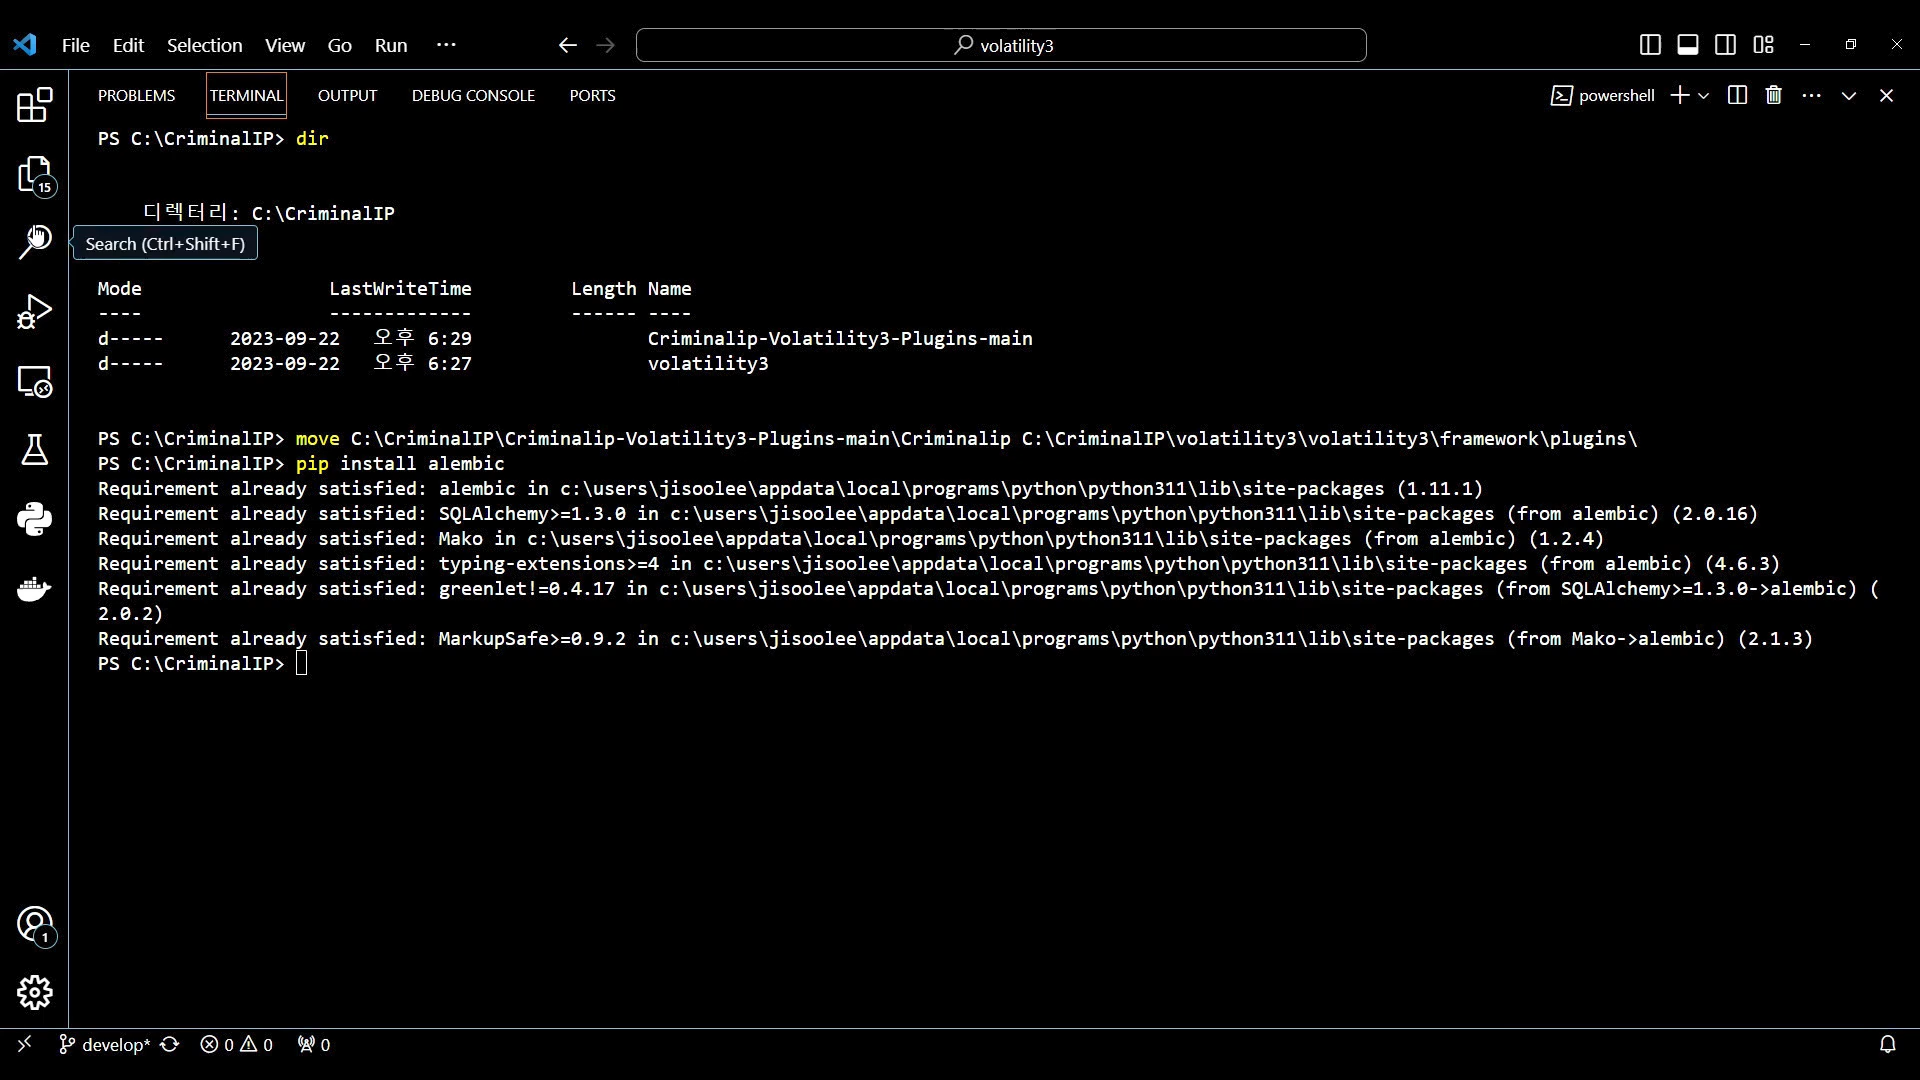 File Edit Selection View Go Run ···
volatility3
PROBLEMS TERMINAL OUTPUT DEBUG CONSOLE PORTS
powershell
PS C:\CriminalIP> dir
15
디렉터리: C:\CriminalIP
Search (Ctrl+Shift+F)
Mode LastWriteTime Length Name
---- ------------- ------ ----
d----- 2023-09-22 오후 6:29 Criminalip-Volatility3-Plugins-main
d----- 2023-09-22 오후 6:27 volatility3
PS C:\CriminalIP> move C:\CriminalIP\Criminalip-Volatility3-Plugins-main\Criminalip C:\CriminalIP\volatility3\volatility3\framework\plugins\
PS C:\CriminalIP> pip install alembic
Requirement already satisfied: alembic in c:\users\jisoolee\appdata\local\programs\python\python311\lib\site-packages (1.11.1)
Requirement already satisfied: SQLAlchemy>=1.3.0 in c:\users\jisoolee\appdata\local\programs\python\python311\lib\site-packages (from alembic) (2.0.16)
Requirement already satisfied: Mako in c:\users\jisoolee\appdata\local\programs\python\python311\lib\site-packages (from alembic) (1.2.4)
Requirement already satisfied: typing-extensions>=4 in c:\users\jisoolee\appdata\local\programs\python\python311\lib\site-packages (from alembic) (4.6.3)
Requirement already satisfied: greenlet!=0.4.17 in c:\users\jisoolee\appdata\local\programs\python\python311\lib\site-packages (from SQLAlchemy>=1.3.0->alembic) (
2.0.2)
Requirement already satisfied: MarkupSafe>=0.9.2 in c:\users\jisoolee\appdata\local\programs\python\python311\lib\site-packages (from Mako->alembic) (2.1.3)
PS C:\CriminalIP>
1
develop* 0 0 0